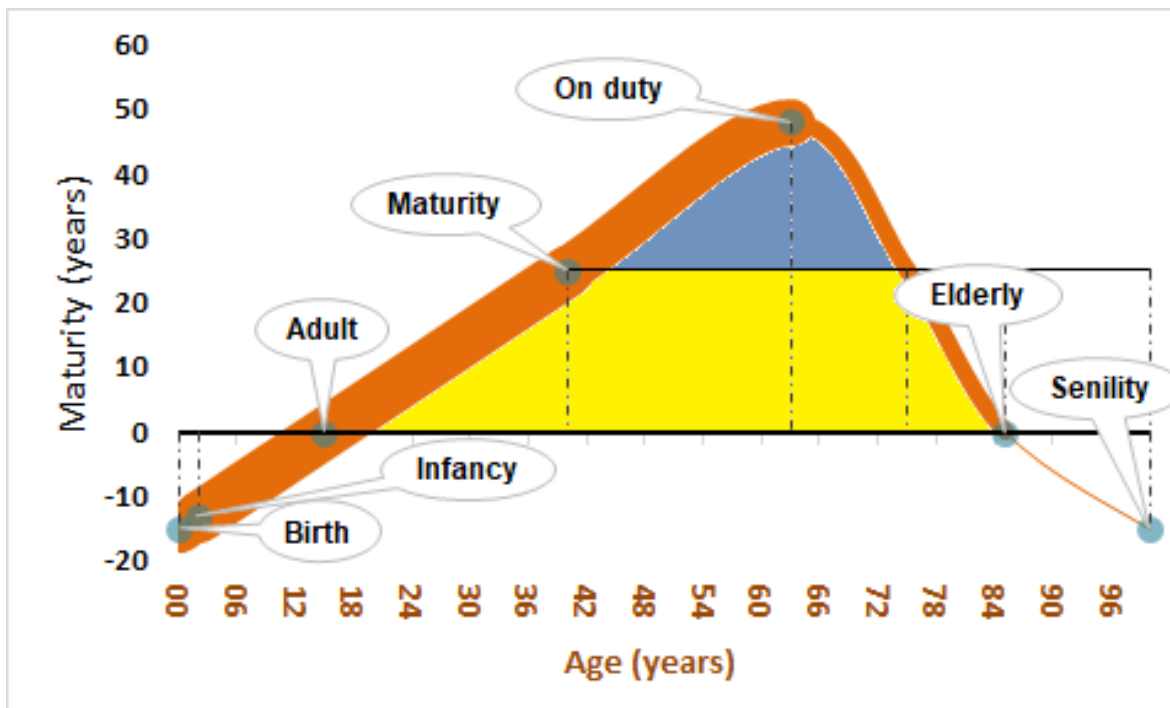 60
50
40
30
20
10
0
-10
-20
Maturity (years)
On duty
Maturity
Adult
Elderly
Senility
Infancy
Birth
00 06 12 18 24 30 36 42 48 54 60 66 72 78 84 90 96
Age (years)